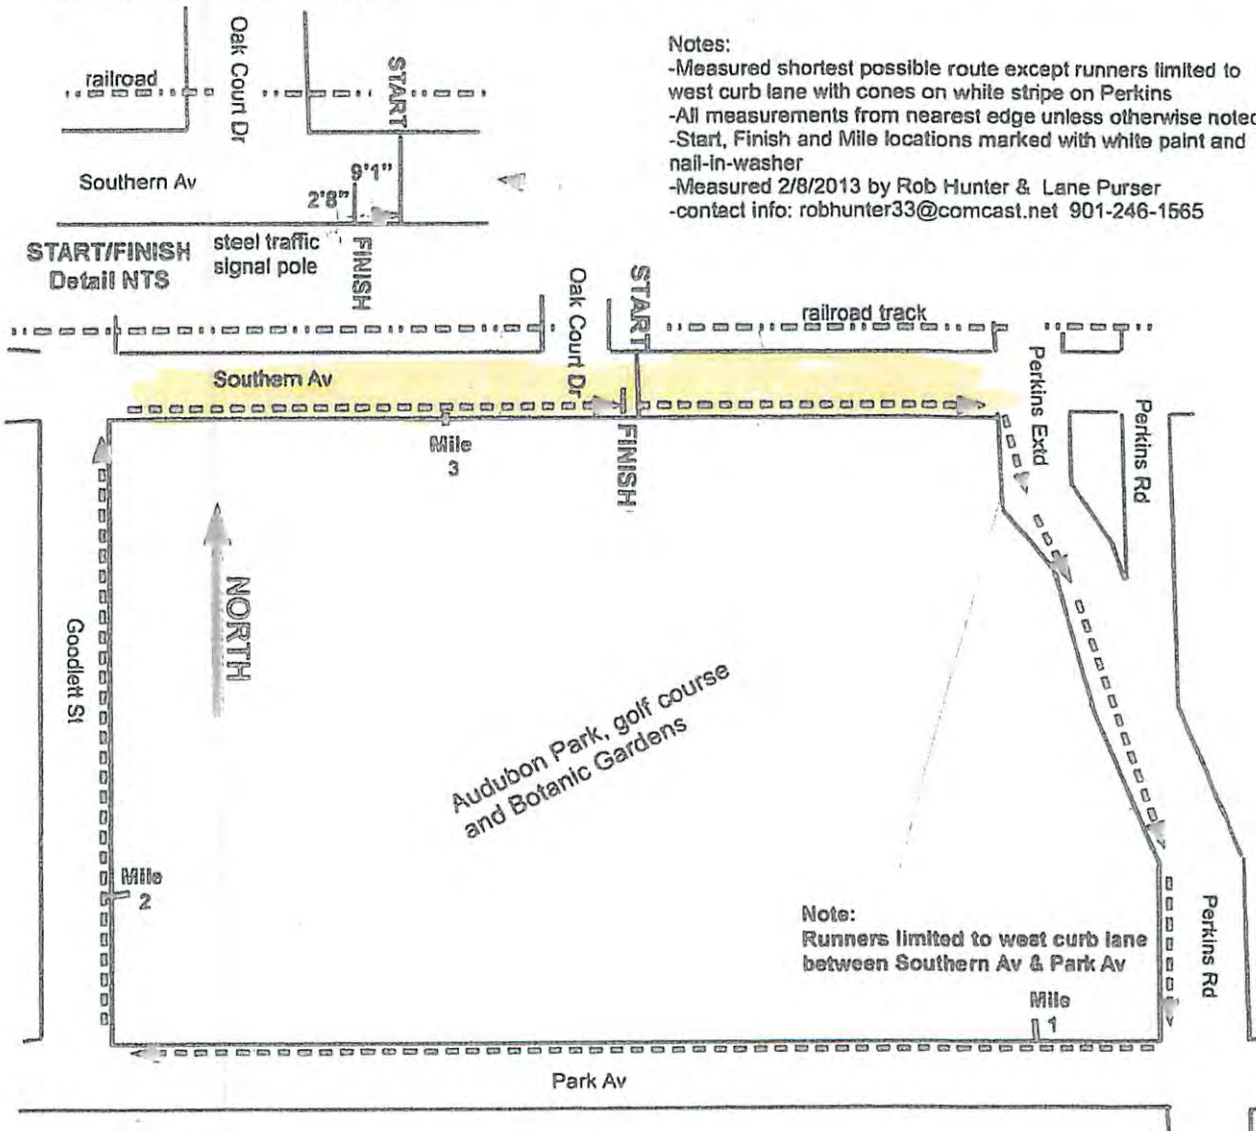 Oak Court Dr
START
railroad
Southern Av
9'1"
2'8"
START/FINISH
Detail NTS
steel traffic
signal pole
FINISH
Notes:
-Measured shortest possible route except runners limited to
west curb lane with cones on white stripe on Perkins
-All measurements from nearest edge unless otherwise noted
-Start, Finish and Mile locations marked with white paint and
nail-in-washer
-Measured 2/8/2013 by Rob Hunter & Lane Purser
-contact info: robhunter33@comcast.net 901-246-1565
Oak Court Dr
START
railroad track
Southern Av
Mile
3
FINISH
Perkins Extd
Perkins Rd
NORTH
Goodlett St
Audubon Park, golf course
and Botanic Gardens
Mile
2
Note:
Runners limited to west curb lane
between Southern Av & Park Av
Mile
1
Perkins Rd
Park Av